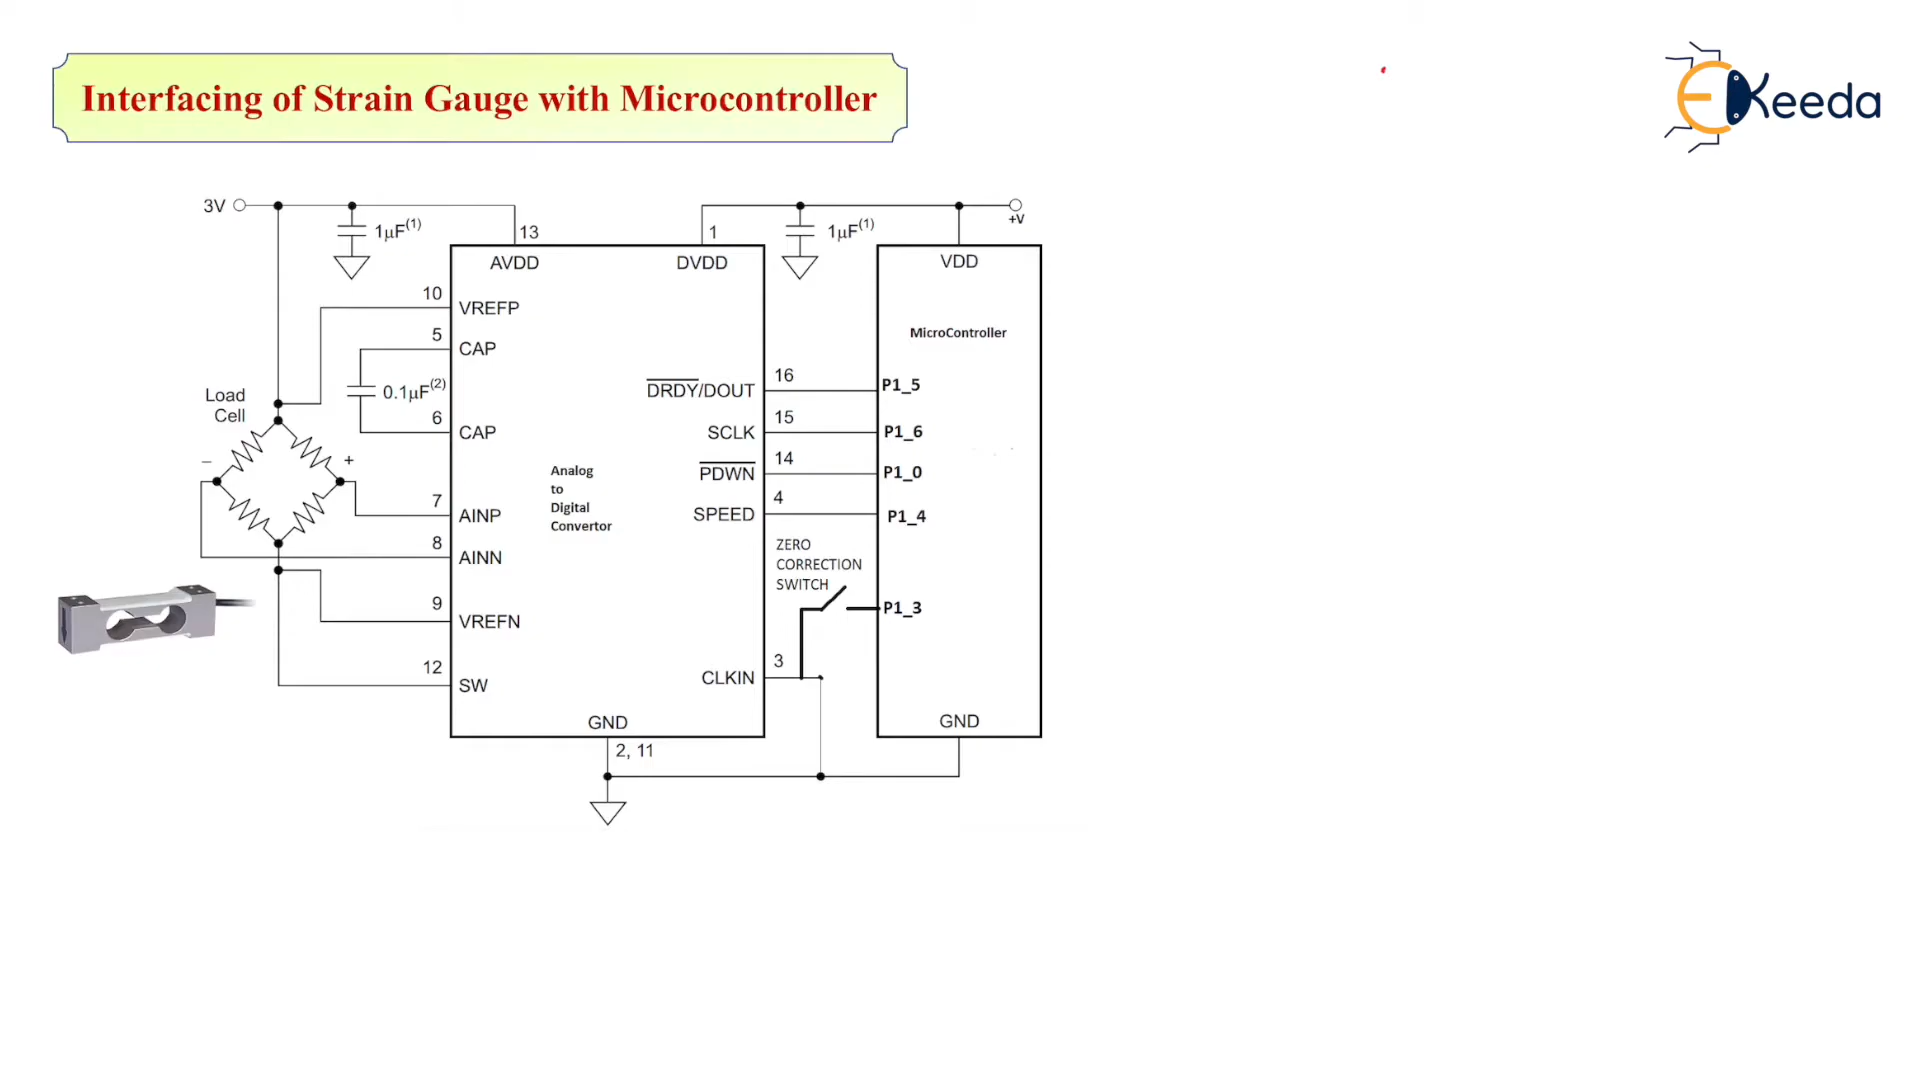 Interfacing of Strain Gauge with Microcontroller
EKeeda
3V
1µF(1)
13
1
1µF(1)
+V
AVDD
DVDD
VDD
10
VREFP
5
CAP
MicroController
0.1µF(2)
Load
Cell
6
CAP
DRDY/DOUT
16
P1_5
SCLK
15
P1_6
PDWN
14
P1_0
SPEED
4
P1_4
–
+
Analog
to
Digital
Convertor
7
AINP
8
AINN
ZERO
CORRECTION
SWITCH
P1_3
9
VREFN
12
SW
CLKIN
3
GND
2, 11
GND